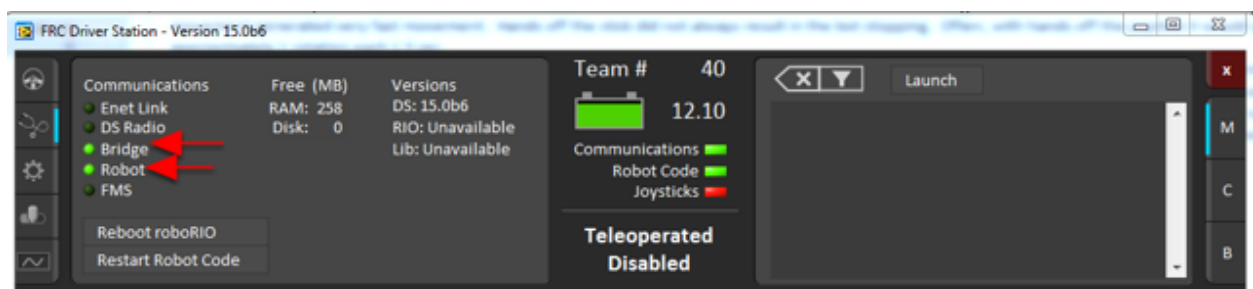 FRC Driver Station - Version 15.0b6
Communications
Enet Link
DS Radio
Bridge
Robot
FMS
Reboot roboRIO
Restart Robot Code
Free (MB)
RAM: 258
Disk: 0
Versions
DS: 15.0b6
RIO: Unavailable
Lib: Unavailable
Team # 40
12.10
Communications
Robot Code
Joysticks
Teleoperated
Disabled
X
Launch
x
M
C
B